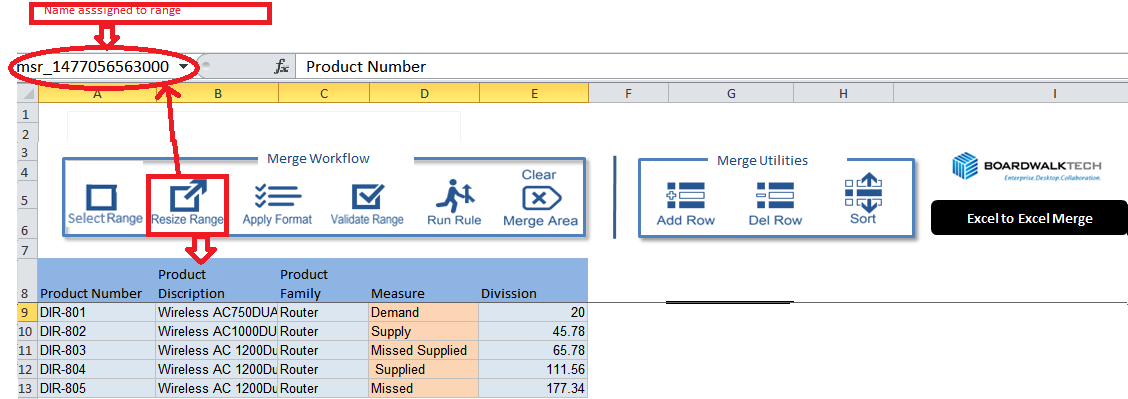 Name asssigned to range
msr_1477056563000 fx Product Number
A B C D E F G H I
1
2
3 Merge Workflow Merge Utilities
4 Clear BOARDWALKTECH
Enterprise.Desktop.Collaboration.
5 Select Range Resize Range Apply Format Validate Range Run Rule Merge Area Add Row Del Row Sort
6 Excel to Excel Merge
7
Product Product
8 Product Number Discription Family Measure Divission
9 DIR-801 Wireless AC750DUA Router Demand 20
10 DIR-802 Wireless AC1000DU Router Supply 45.78
11 DIR-803 Wireless AC 1200Du Router Missed Supplied 65.78
12 DIR-804 Wireless AC 1200Du Router Supplied 111.56
13 DIR-805 Wireless AC 1200Du Router Missed 177.34